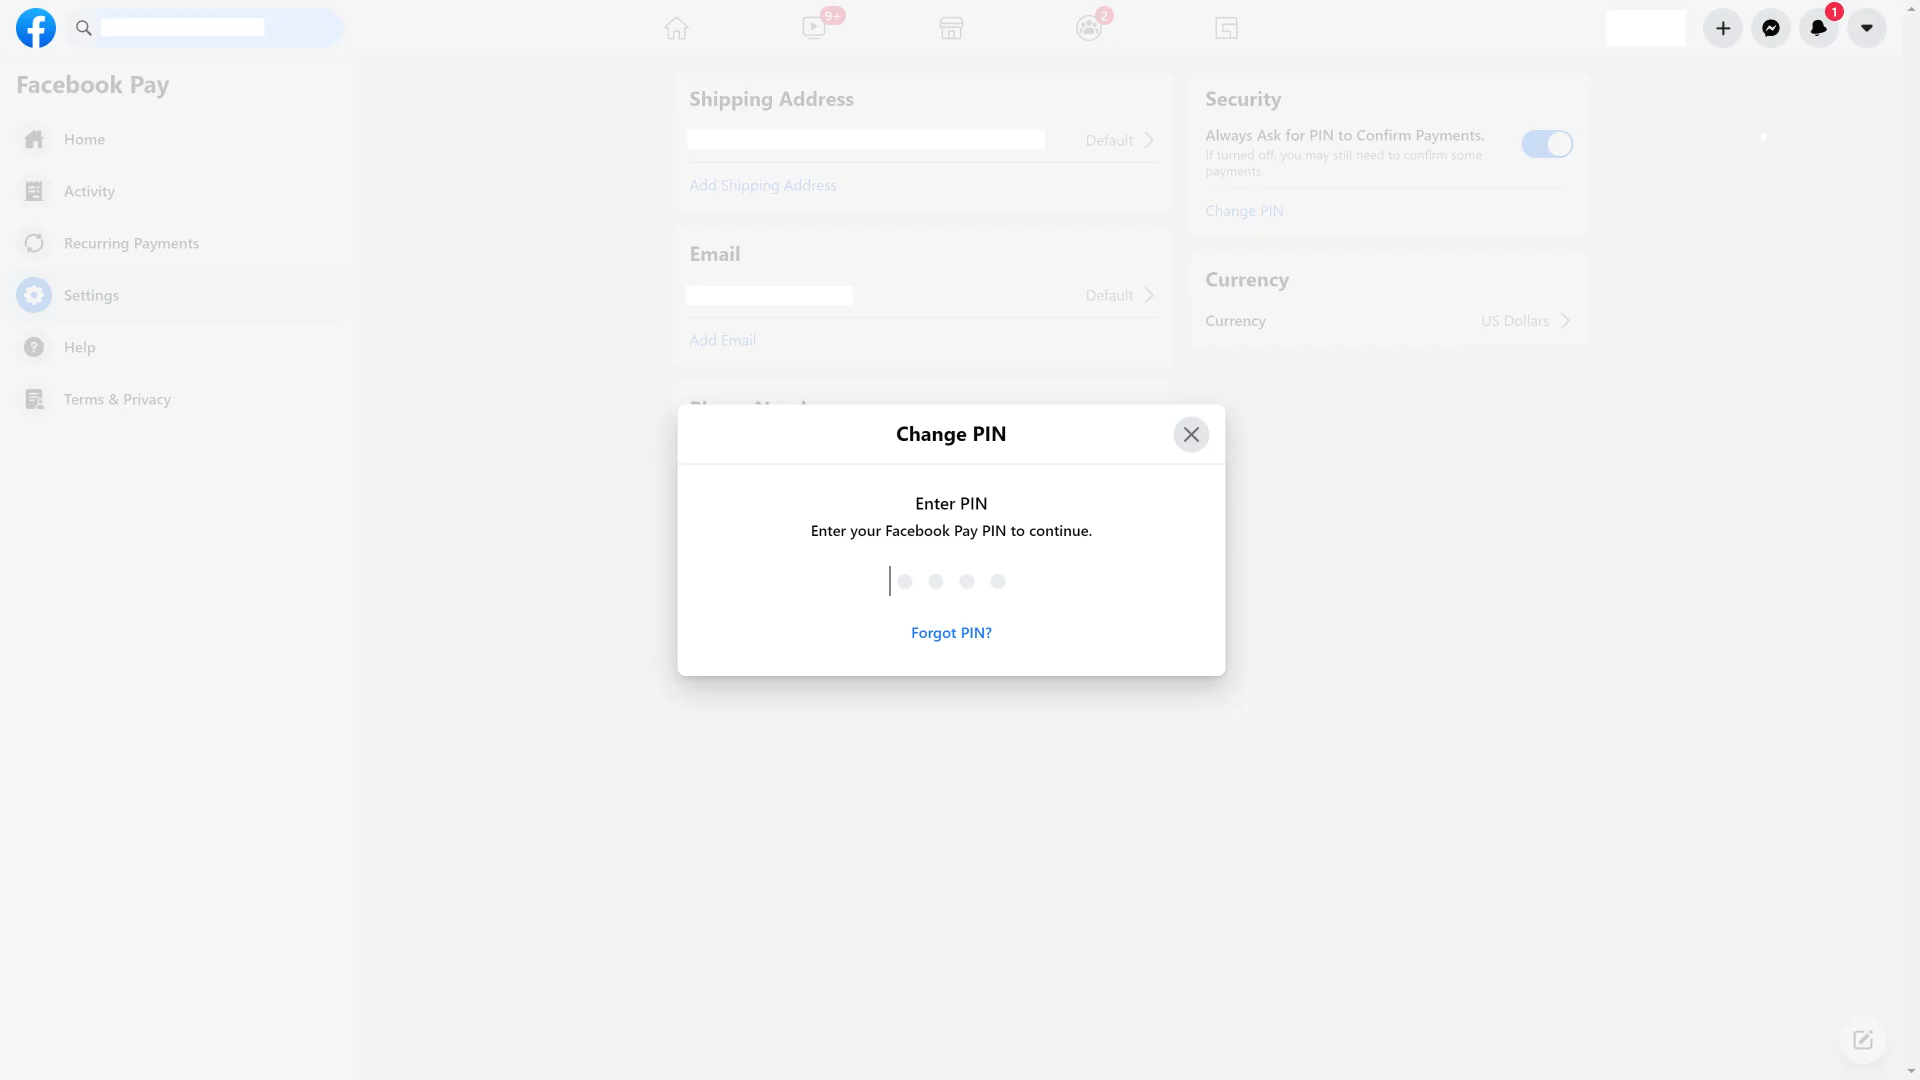 9+
2
1
Facebook Pay
Home
Activity
Recurring Payments
Settings
Help
Terms & Privacy
Shipping Address
Default
Add Shipping Address
Email
Default
Add Email
Security
Always Ask for PIN to Confirm Payments.
If turned off, you may still need to confirm some
payments.
Change PIN
Currency
Currency US Dollars
Change PIN
Enter PIN
Enter your Facebook Pay PIN to continue.
Forgot PIN?